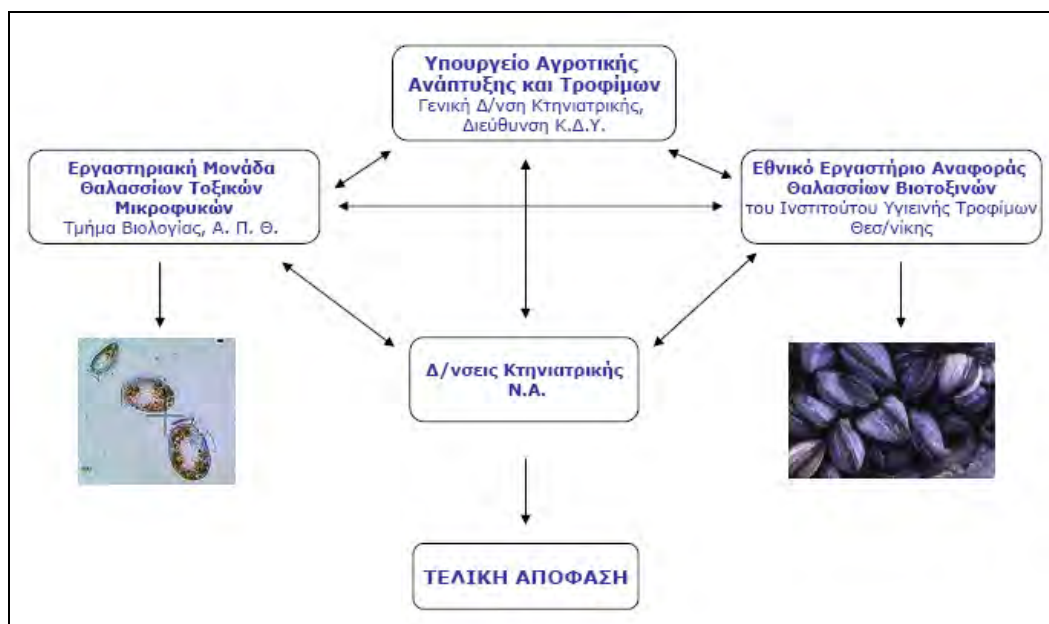 Υπουργείο Αγροτικής
Ανάπτυξης και Τροφίμων
Γενική Δ/νση Κτηνιατρικής,
Διεύθυνση Κ.Δ.Υ.
Εργαστηριακή Μονάδα
Θαλασσίων Τοξικών
Μικροφυκών
Τμήμα Βιολογίας, Α. Π. Θ.
Εθνικό Εργαστήριο Αναφοράς
Θαλασσίων Βιοτοξινών
του Ινστιτούτου Υγιεινής Τροφίμων
Θεσ/νίκης
Δ/νσεις Κτηνιατρικής
Ν.Α.
ΤΕΛΙΚΗ ΑΠΟΦΑΣΗ